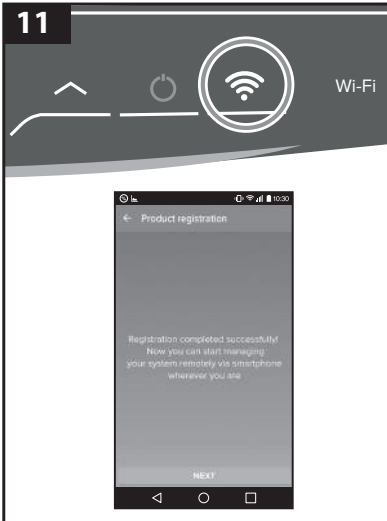 11
Wi-Fi
10:30
← Product registration
Registration completed successfully!
Now you can start managing
your system remotely via smartphone
wherever you are
NEXT